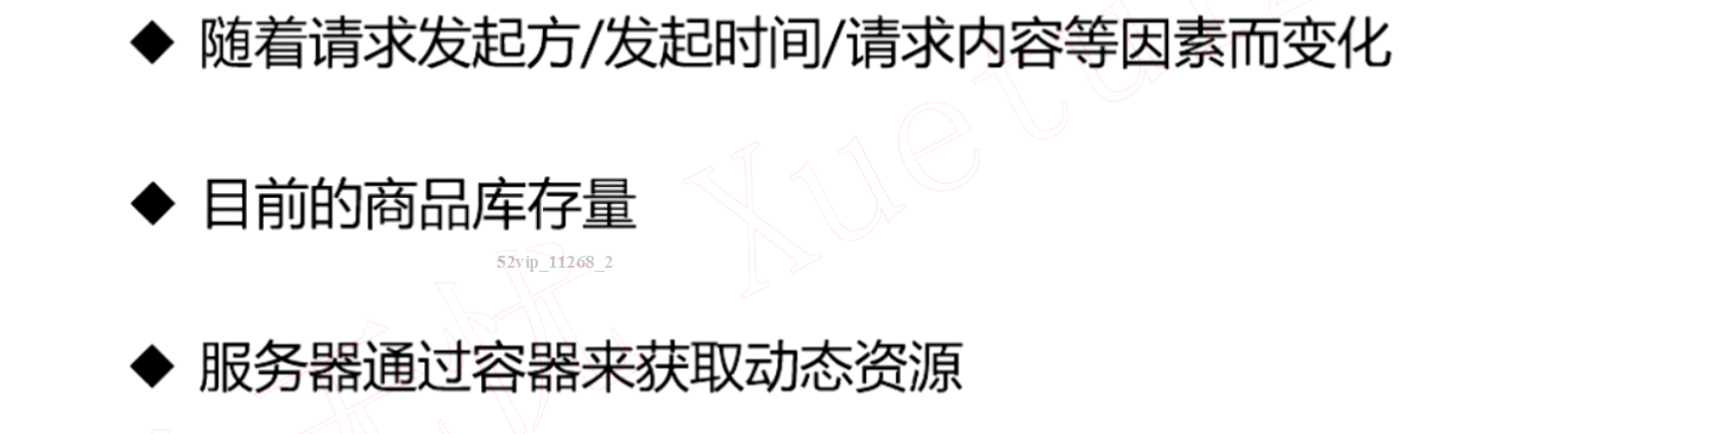 ◆ 随着请求发起方/发起时间/请求内容等因素而变化
◆ 目前的商品库存量
52vip_11268_2
◆ 服务器通过容器来获取动态资源